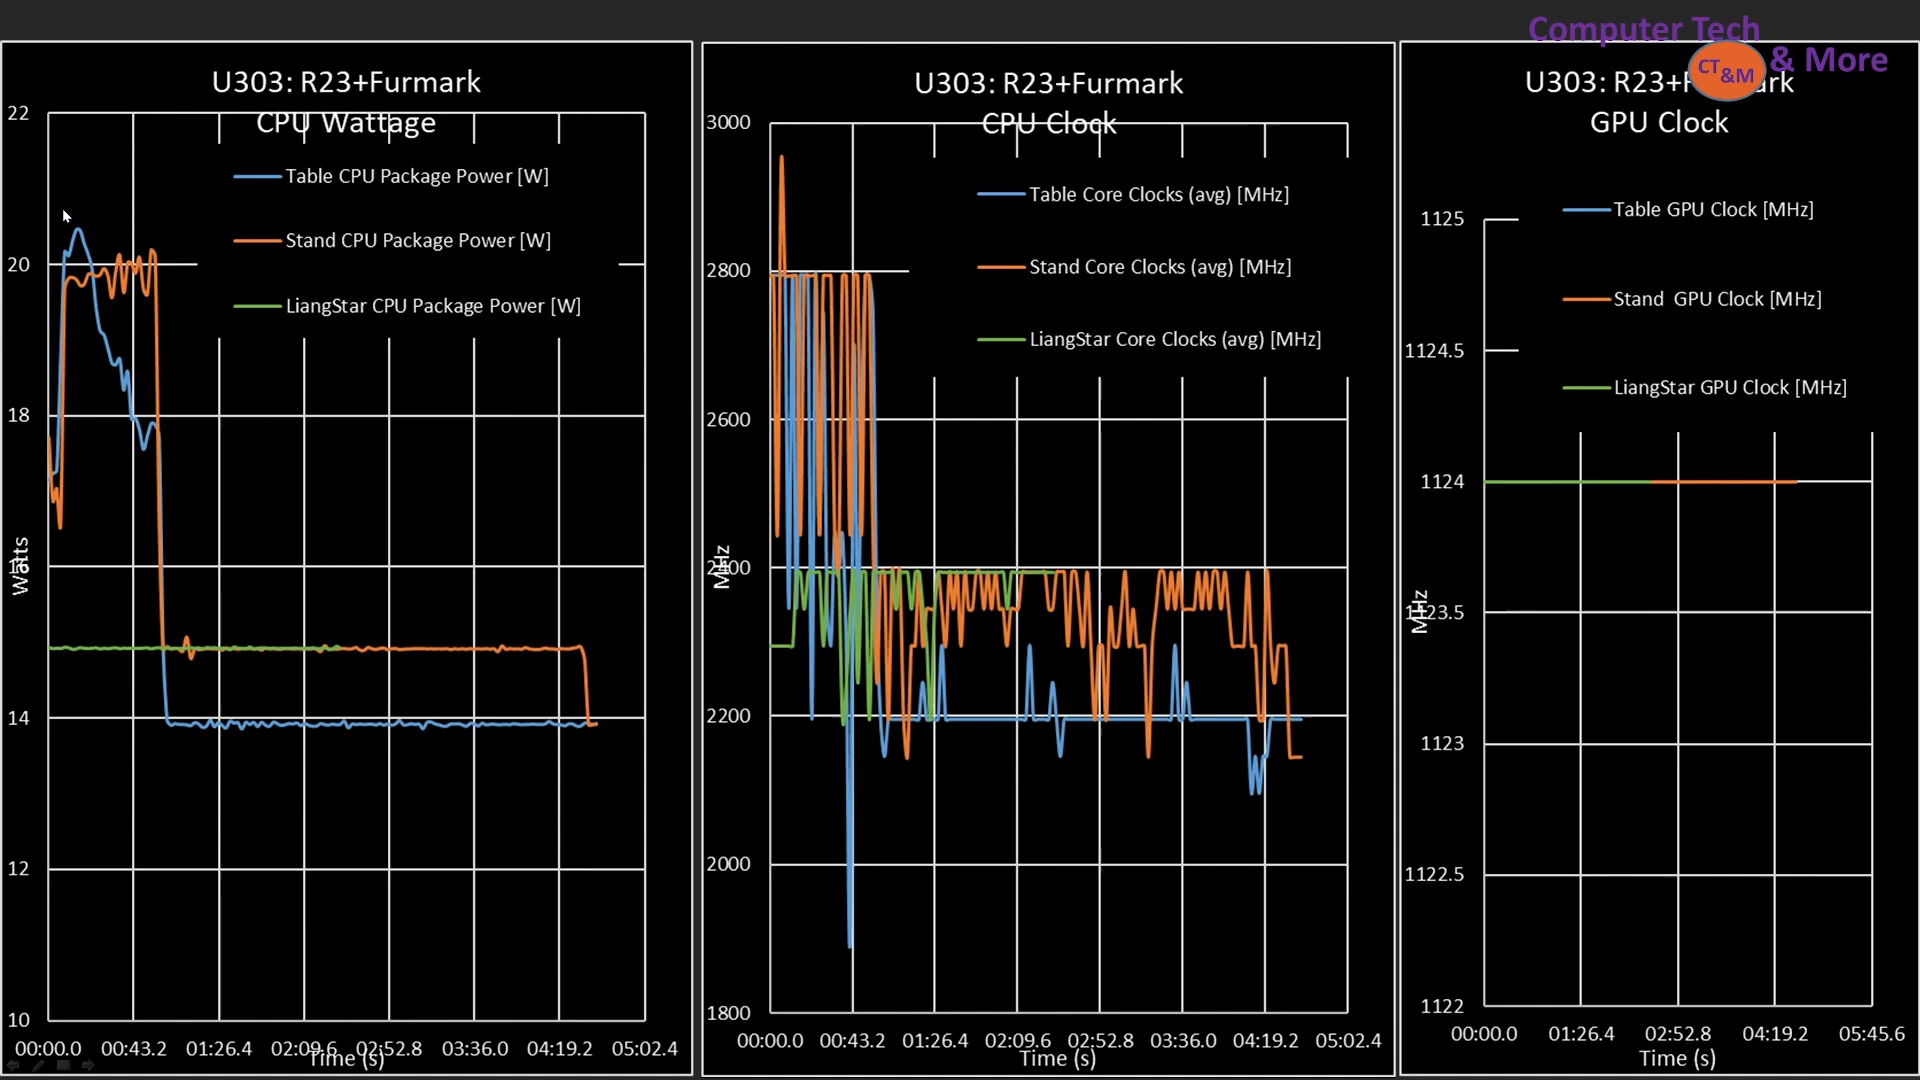 Computer Tech
& More
CT
&M
U303: R23+Furmark
CPU Wattage
22
20
18
16
14
12
10
Watts
Table CPU Package Power [W]
Stand CPU Package Power [W]
LiangStar CPU Package Power [W]
00:00.0 00:43.2 01:26.4 02:09.6 02:52.8 03:36.0 04:19.2 05:02.4
Time (s)
U303: R23+Furmark
CPU Clock
3000
2800
2600
2400
2200
2000
1800
MHz
Table Core Clocks (avg) [MHz]
Stand Core Clocks (avg) [MHz]
LiangStar Core Clocks (avg) [MHz]
00:00.0 00:43.2 01:26.4 02:09.6 02:52.8 03:36.0 04:19.2 05:02.4
Time (s)
U303: R23+Furmark
GPU Clock
1125
1124.5
1124
1123.5
1123
1122.5
1122
MHz
Table GPU Clock [MHz]
Stand GPU Clock [MHz]
LiangStar GPU Clock [MHz]
00:00.0 01:26.4 02:52.8 04:19.2 05:45.6
Time (s)